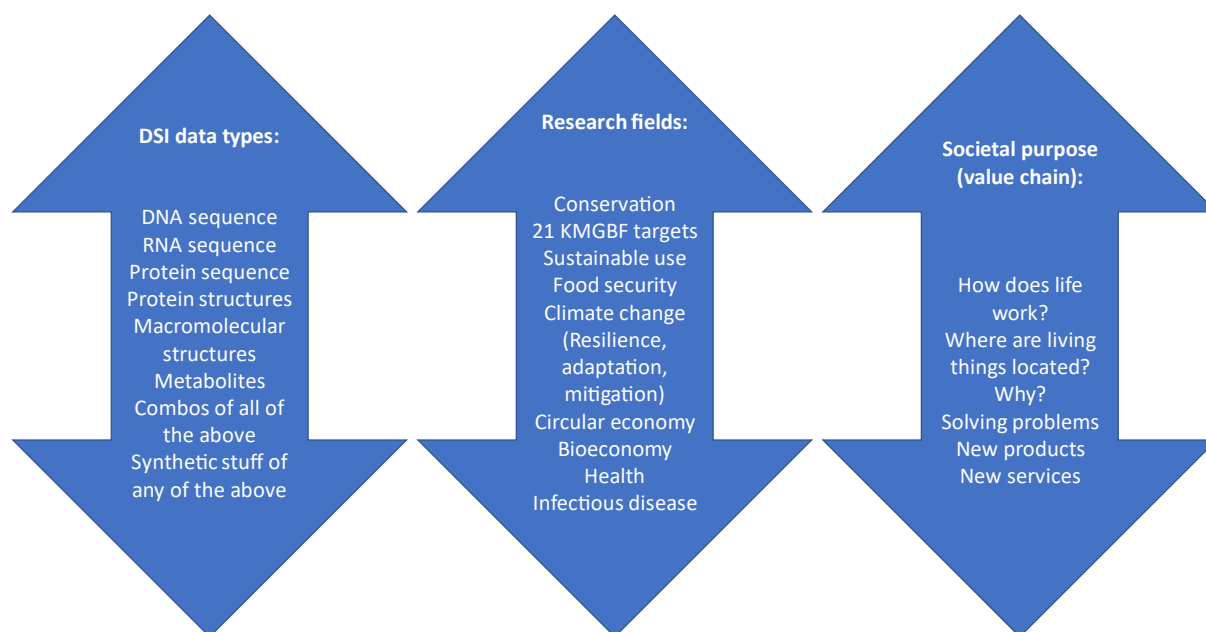 DSI data types:
DNA sequence
RNA sequence
Protein sequence
Protein structures
Macromolecular
structures
Metabolites
Combos of all of
the above
Synthetic stuff of
any of the above
Research fields:
Conservation
21 KMGBF targets
Sustainable use
Food security
Climate change
(Resilience,
adaptation,
mitigation)
Circular economy
Bioeconomy
Health
Infectious disease
Societal purpose
(value chain):
How does life
work?
Where are living
things located?
Why?
Solving problems
New products
New services